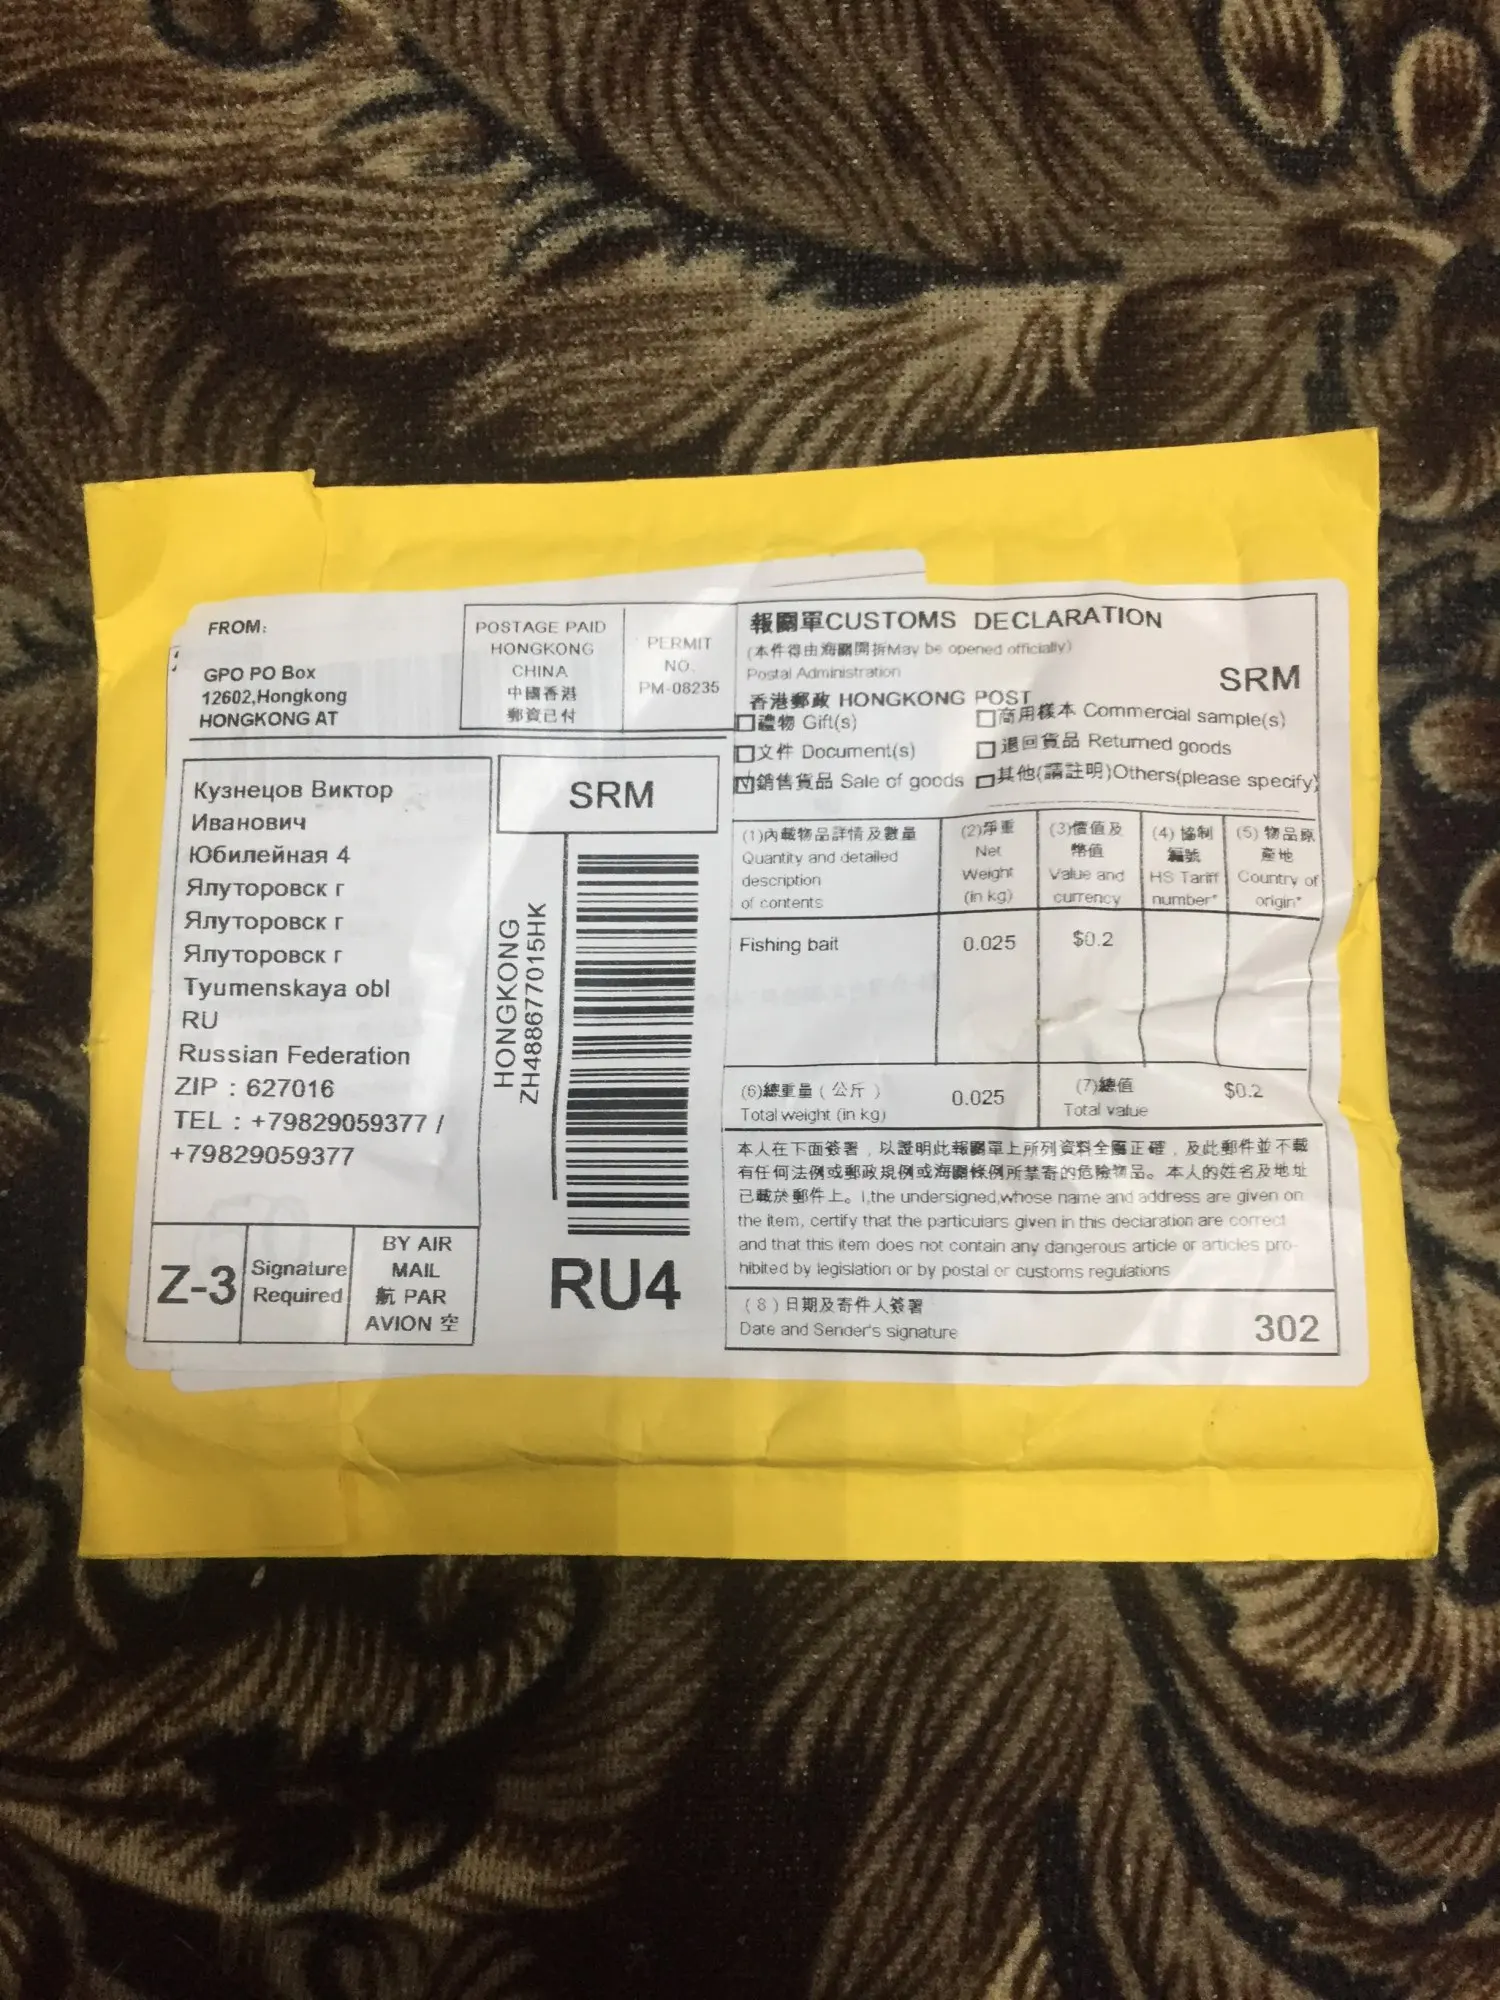 FROM:
GPO PO Box
12602,Hongkong
HONGKONG AT
POSTAGE PAID
HONGKONG
CHINA
中國香港
郵資已付
PERMIT
NO.
PM-08235
Кузнецов Виктор
Иванович
Юбилейная 4
Ялуторовск г
Ялуторовск г
Ялуторовск г
Tyumenskaya obl
RU
Russian Federation
ZIP : 627016
TEL : +79829059377 /
+79829059377
Z-3
Signature
Required
BY AIR
MAIL
航 PAR
AVION 空
SRM
HONGKONG
ZH488677015HK
RU4
報關單CUSTOMS DECLARATION
(本件得由海關開拆May be opened officially)
Postal Administration
SRM
香港郵政 HONGKONG POST
禮物 Gift(s)
商用樣本 Commercial sample(s)
文件 Document(s)
退回貨品 Returned goods
銷售貨品 Sale of goods
其他(請註明)Others(please specify)
(1)內載物品詳情及數量
Quantity and detailed
description
of contents
(2)淨重
Net
Weight
(in kg)
(3)價值及
幣值
Value and
currency
(4) 協制
編號
HS Tariff
number*
(5) 物品原
產地
Country of
origin*
Fishing bait
0.025
$0.2
(6)總重量 ( 公斤 )
Total weight (in kg)
0.025
(7)總值
Total value
$0.2
本人在下面簽署 , 以證明此報關單上所列資料全屬正確 , 及此郵件並不載
有任何法例或郵政規例或海關條例所禁寄的危險物品。本人的姓名及地址
已載於郵件上。I,the undersigned,whose name and address are given on
the item, certify that the particulars given in this declaration are correct
and that this item does not contain any dangerous article or articles pro-
hibited by legislation or by postal or customs regulations
( 8 ) 日期及寄件人簽署
Date and Sender's signature
302